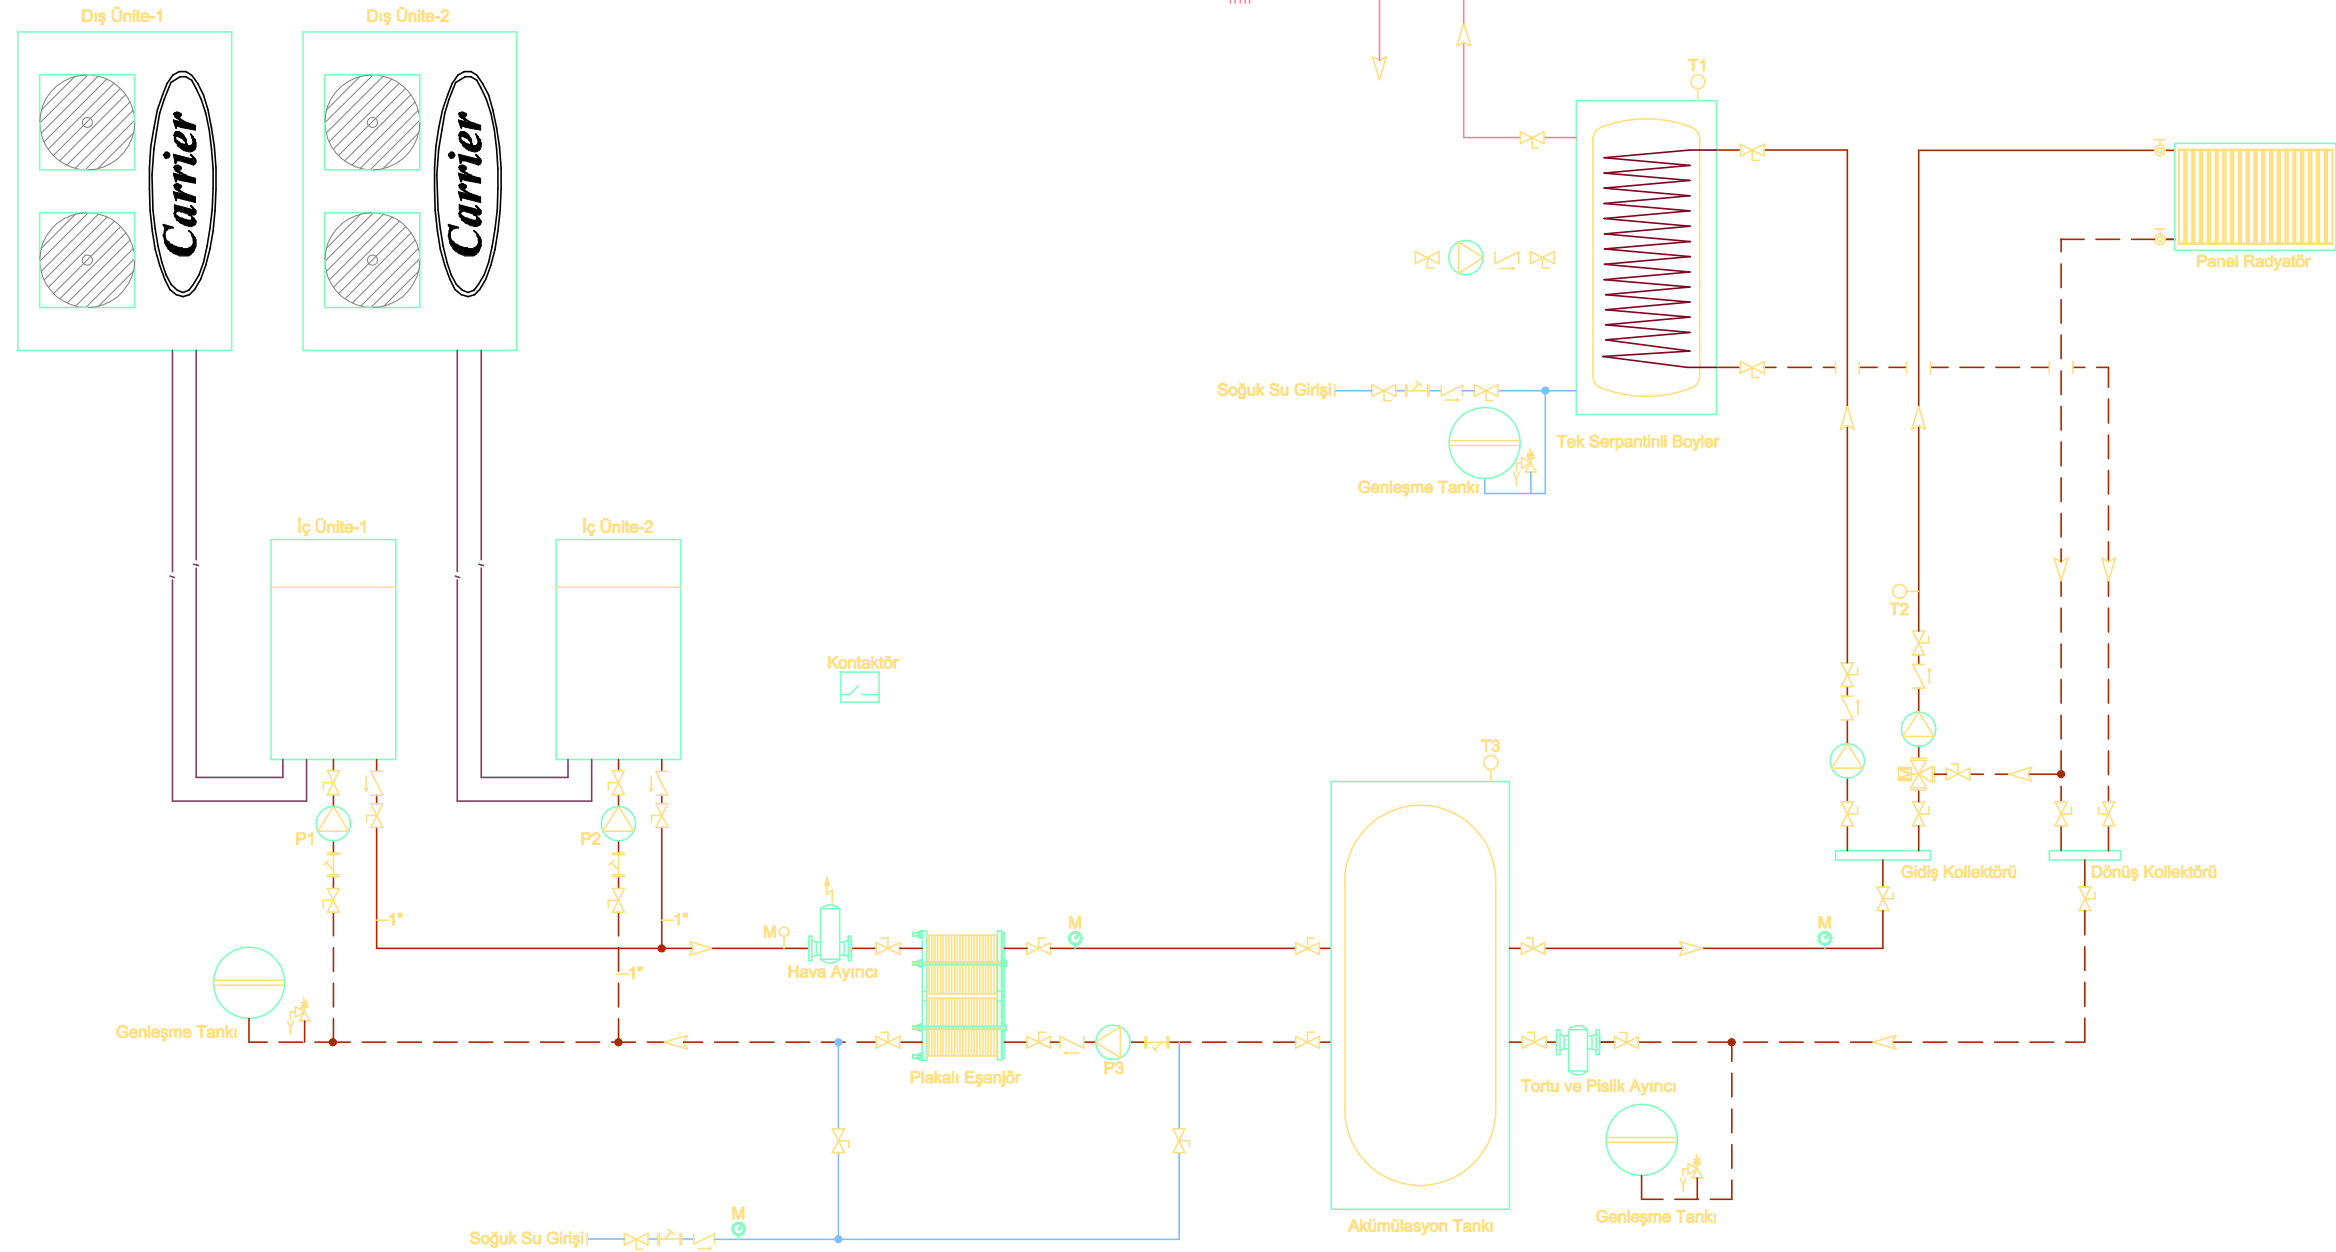 Dış Ünite-1
Dış Ünite-2
Carrier
Carrier
T1
Panel Radyatör
Soğuk Su Girişi
Tek Serpantinli Boyler
Y
Genleşme Tankı
İç Ünite-1
İç Ünite-2
T2
Kontaktör
T3
M
P1
P2
Gidiş Kollektörü
Dönüş Kollektörü
1"
1"
M
M
M
Hava Ayırıcı
1"
Y
Genleşme Tankı
P3
Plakalı Eşanjör
Tortu ve Pislik Ayırıcı
Y
M
Genleşme Tankı
Akümülasyon Tankı
Soğuk Su Girişi